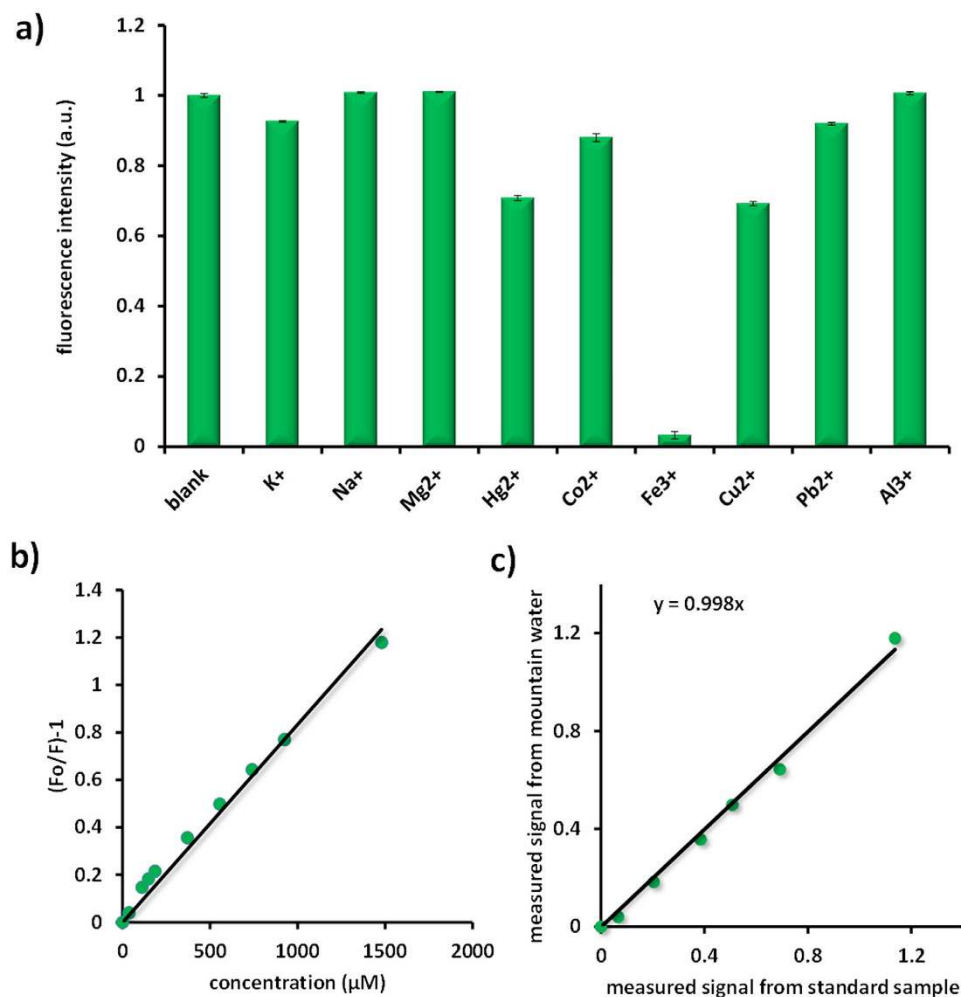 a)
fluorescence intensity (a.u.)
1.2
1
0.8
0.6
0.4
0.2
0
blank K+ Na+ Mg2+ Hg2+ Co2+ Fe3+ Cu2+ Pb2+ Al3+
b)
(Fo/F)-1
1.4
1.2
1
0.8
0.6
0.4
0.2
0
0 500 1000 1500 2000
concentration (μM)
c)
measured signal from mountain water
y = 0.998x
1.2
0.8
0.4
0
0 0.4 0.8 1.2
measured signal from standard sample